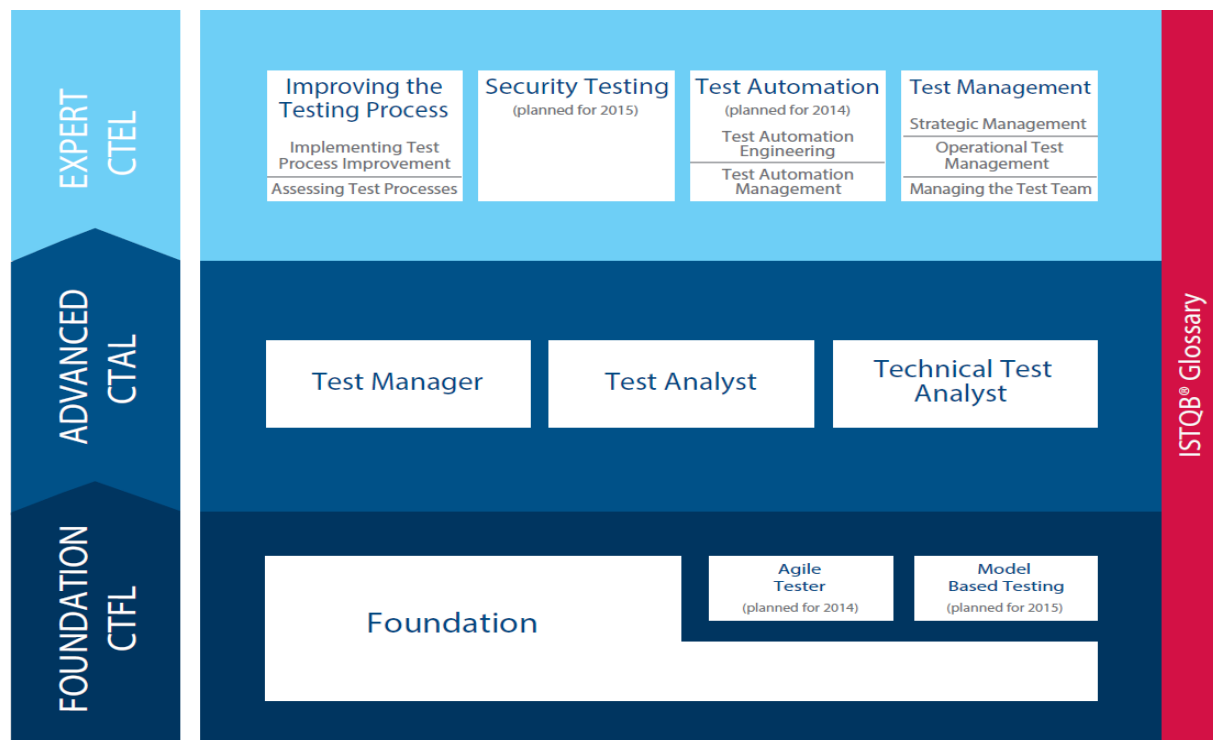 EXPERT
CTEL
Improving the
Testing Process
Implementing Test
Process Improvement
Assessing Test Processes
Security Testing
(planned for 2015)
Test Automation
(planned for 2014)
Test Automation
Engineering
Test Automation
Management
Test Management
Strategic Management
Operational Test
Management
Managing the Test Team
ADVANCED
CTAL
Test Manager
Test Analyst
Technical Test
Analyst
FOUNDATION
CTFL
Foundation
Agile
Tester
(planned for 2014)
Model
Based Testing
(planned for 2015)
ISTQB® Glossary